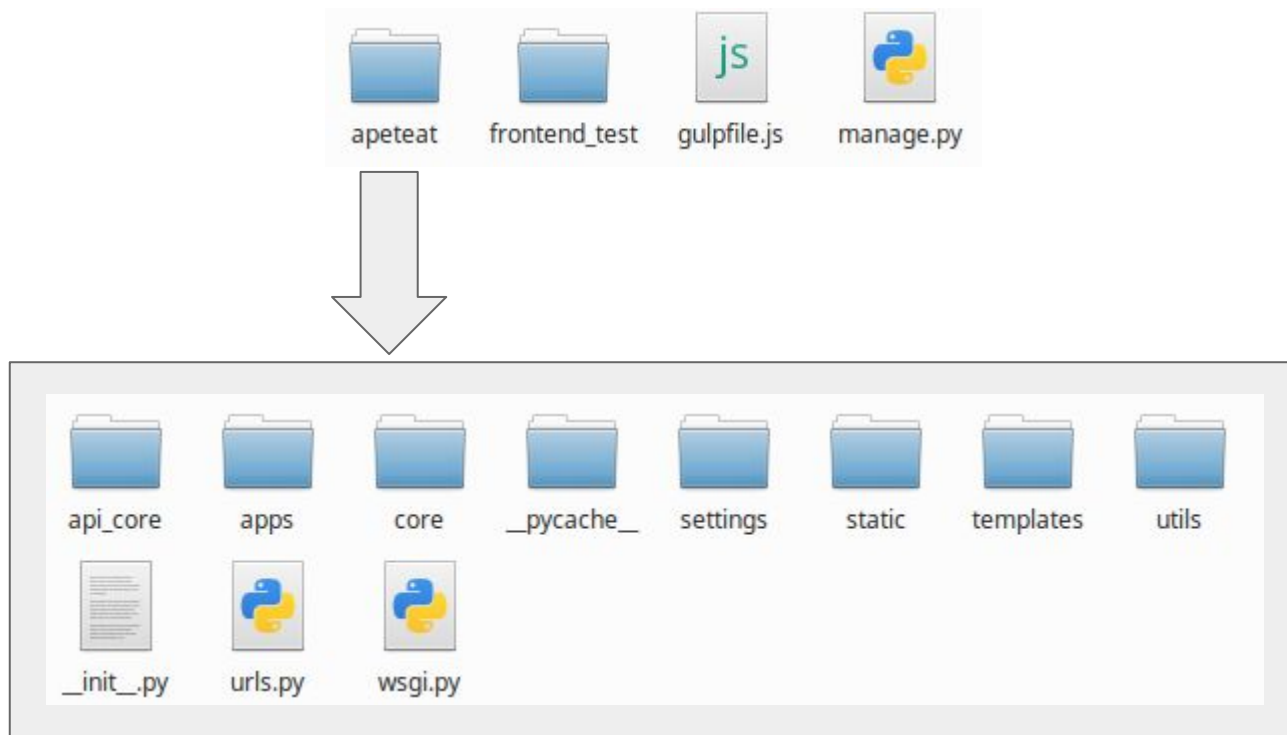 js
apeteat frontend_test gulpfile.js manage.py
api_core apps core __pycache__ settings static templates utils
__init__.py urls.py wsgi.py